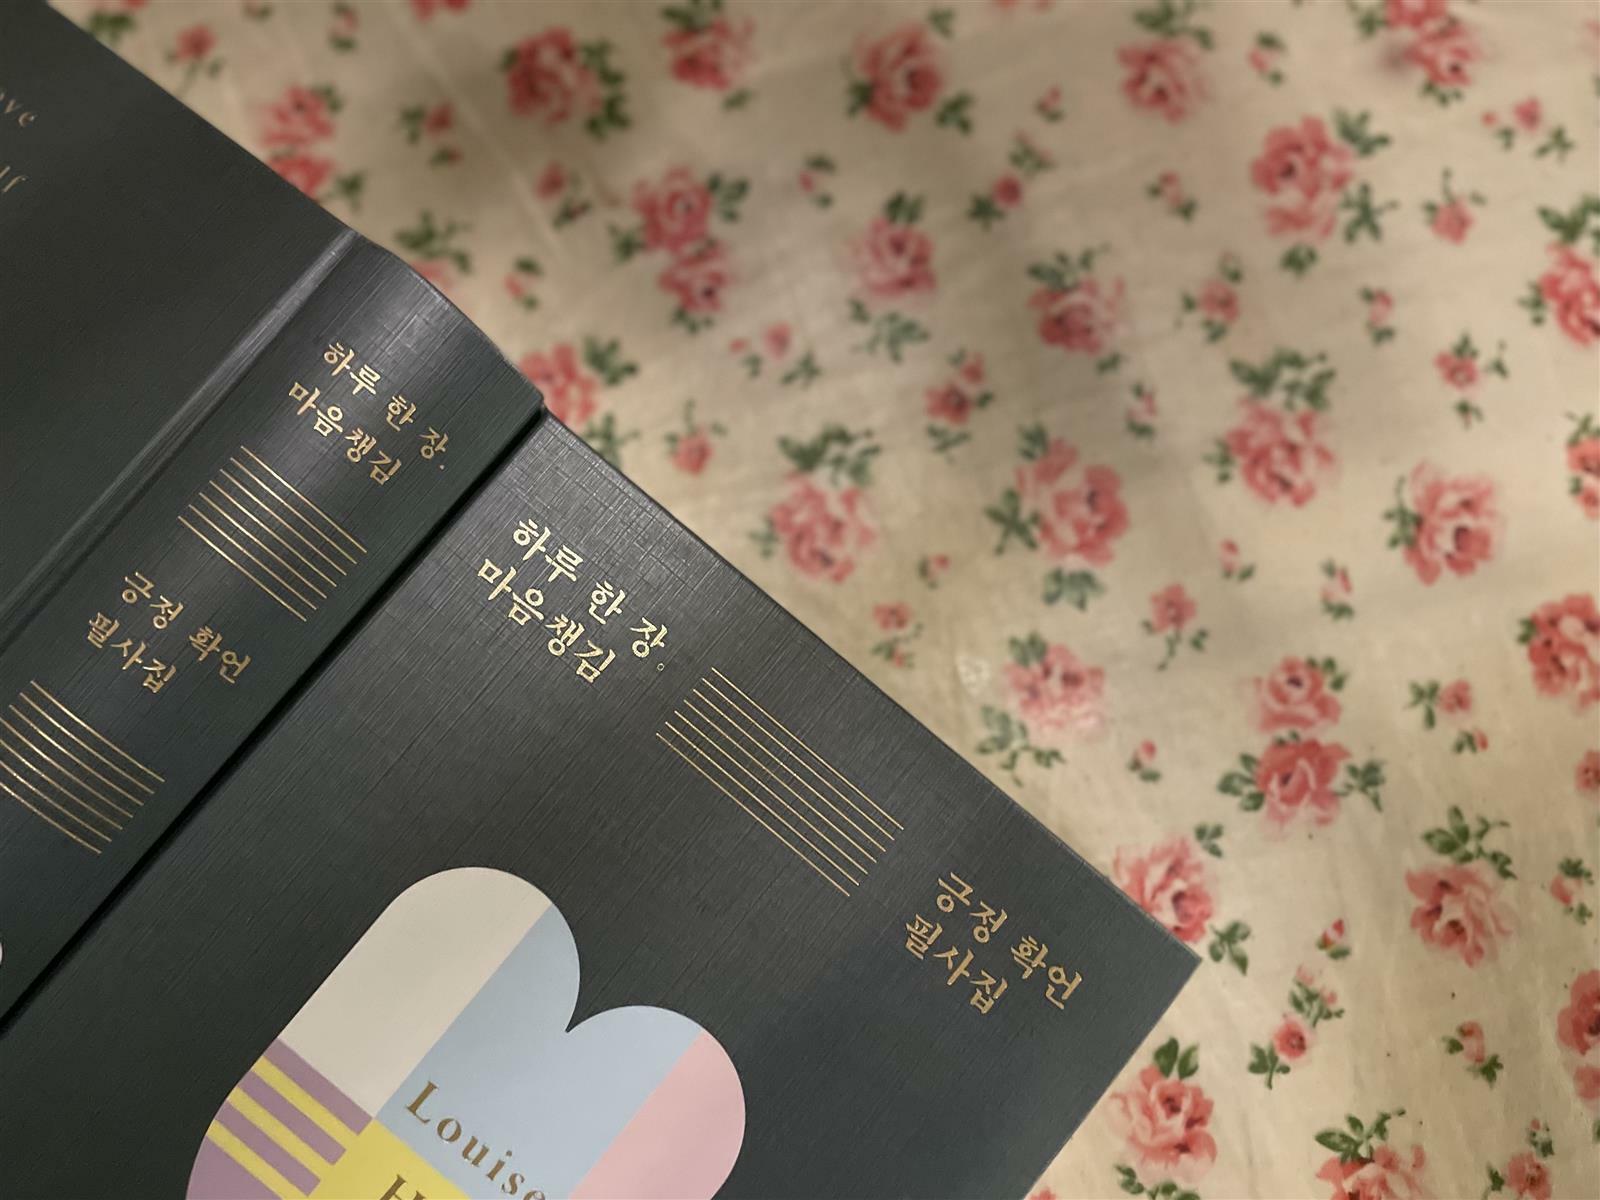 하루 한 장.
마음챙김
긍정 확언
필사집
하루 한 장.
마음챙김
긍정 확언
필사집
Louise